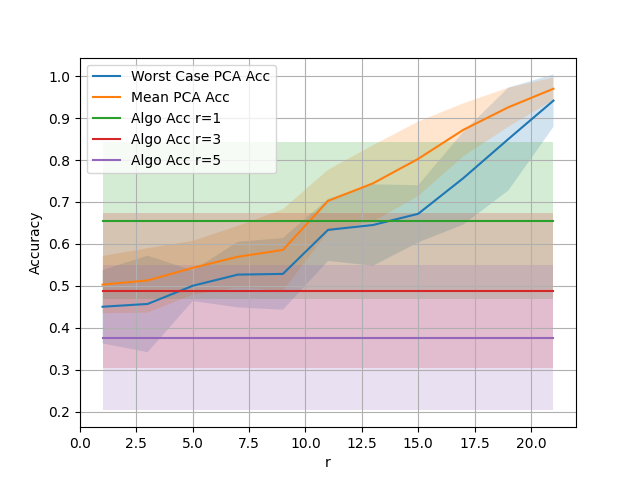 Worst Case PCA Acc
Mean PCA Acc
Algo Acc r=1
Algo Acc r=3
Algo Acc r=5
1.0
0.9
0.8
0.7
0.6
0.5
0.4
0.3
0.2
Accuracy
0.0 2.5 5.0 7.5 10.0 12.5 15.0 17.5 20.0
r